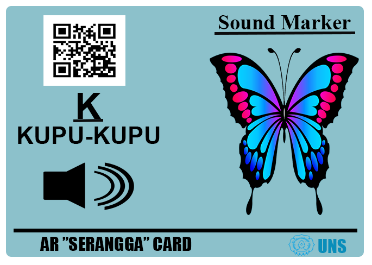 Sound Marker
K
KUPU-KUPU
AR "SERANGGA" CARD
UNS